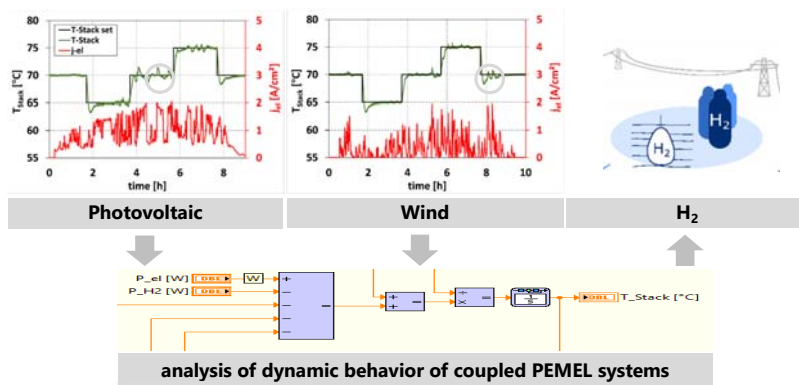 80
75
70
65
60
55
T_Stack [°C]
T-Stack set
T-Stack
j-el
5
4
3
2
1
0
j_el [A/cm²]
0 2 4 6 8
time [h]
80
75
70
65
60
55
T_Stack [°C]
5
4
3
2
1
0
j_el [A/cm²]
0 2 4 6 8 10
time [h]
H₂
H₂
Photovoltaic
Wind
H₂
P_el [W] DBL W
P_H2 [W] DBL
+
−
−
−
−
−
+
+
−
÷
×
=
1
S
DBL T_Stack [°C]
analysis of dynamic behavior of coupled PEMEL systems